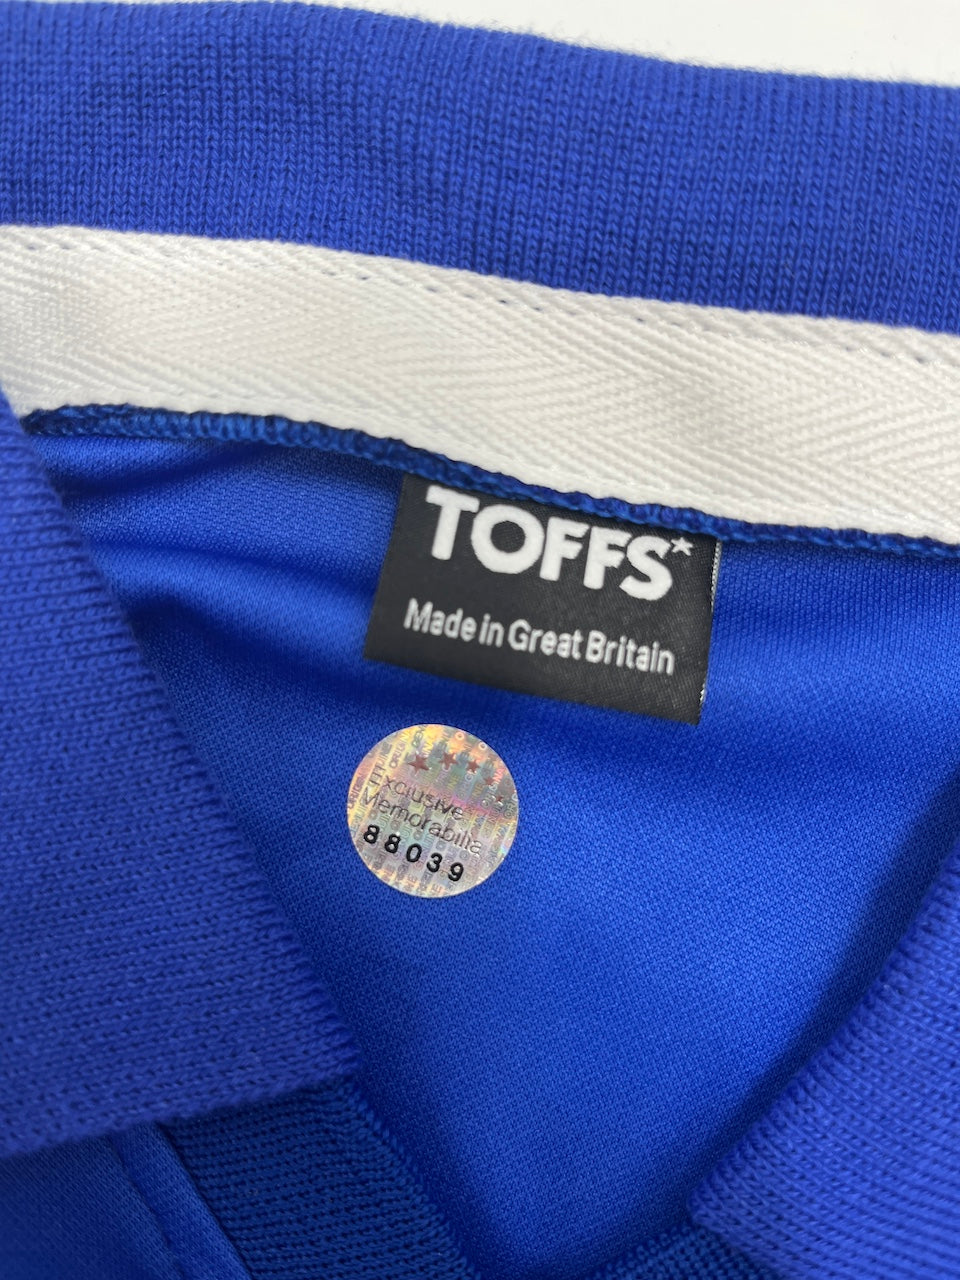 TOFFS*
Made in Great Britain
Exclusive
Memorabilia
88039